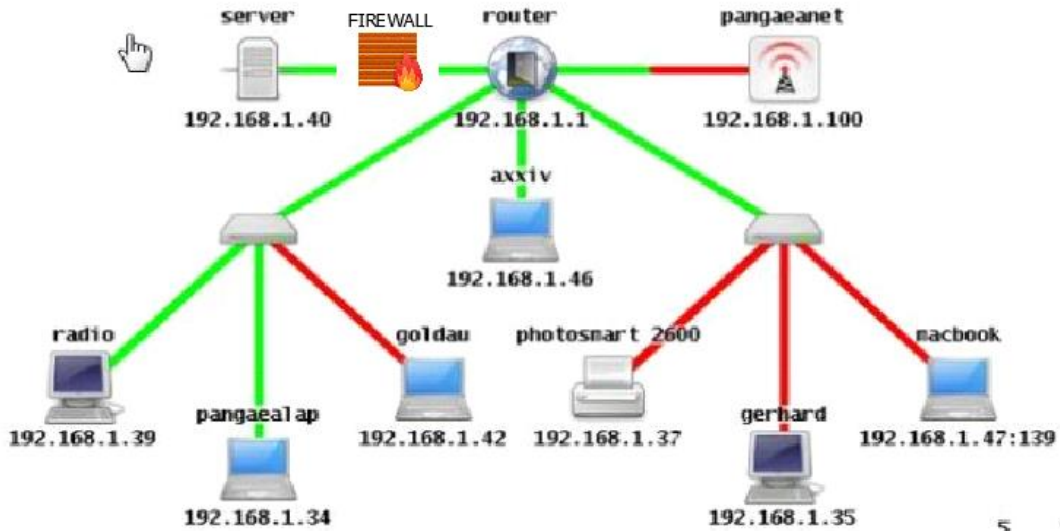 server
FIREWALL
router
pangaeanet
192.168.1.40
192.168.1.1
192.168.1.100
axxiv
192.168.1.46
radio
goldau
photosmart 2600
macbook
192.168.1.39
pangaealap
192.168.1.42
192.168.1.37
gerhard
192.168.1.47:139
192.168.1.34
192.168.1.35
5